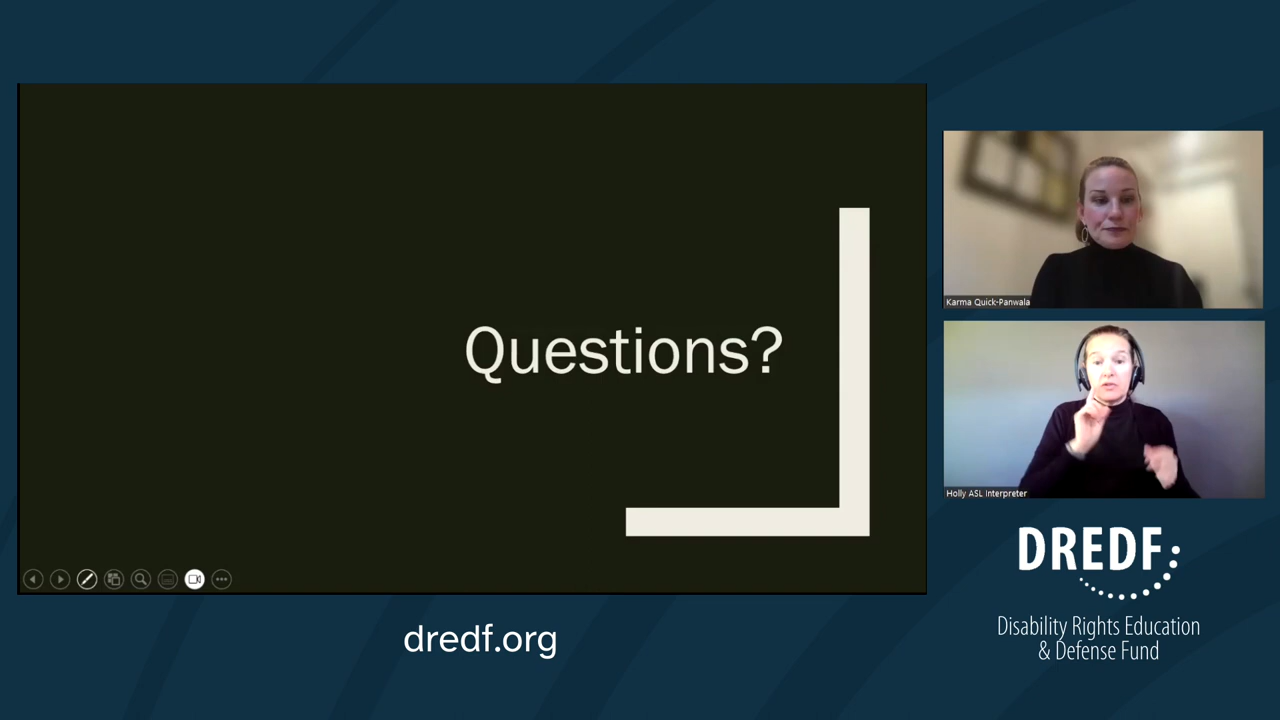 Questions?
Karma Quick-Panwala
Holly ASL Interpreter
DREDF
Disability Rights Education
& Defense Fund
dredf.org